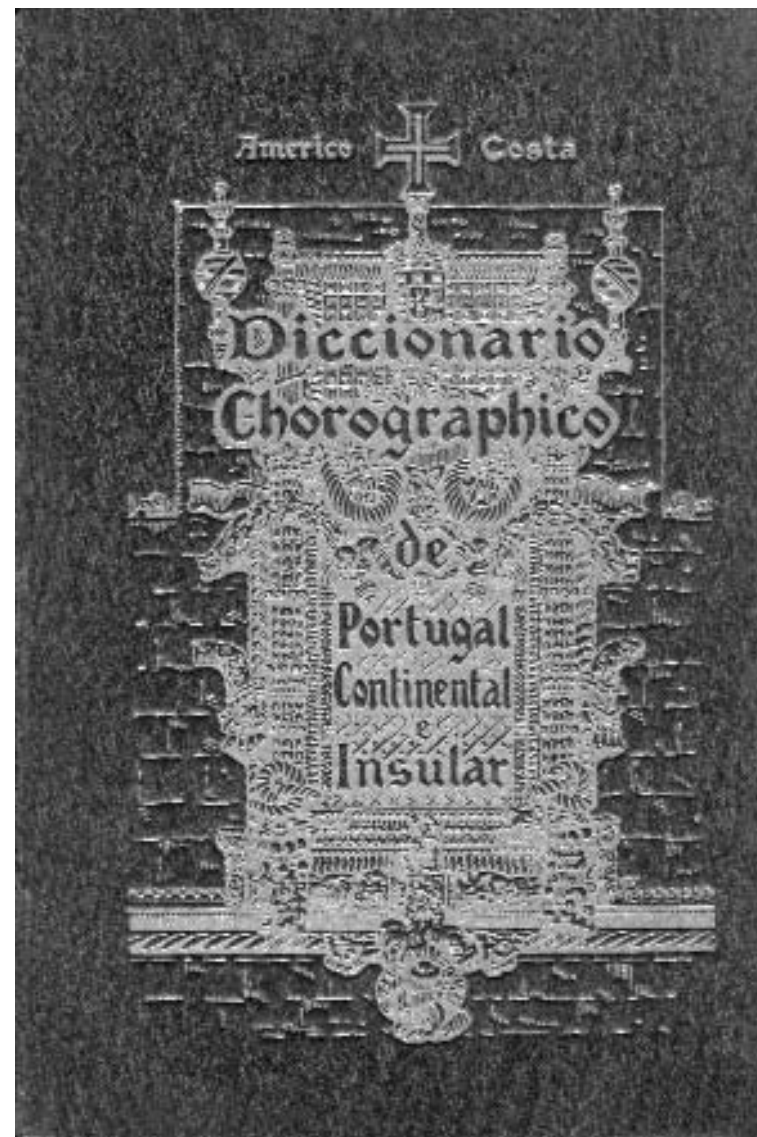 Americo Costa
Diccionario
Chorographico
de
Portugal
Continental
e
Insular